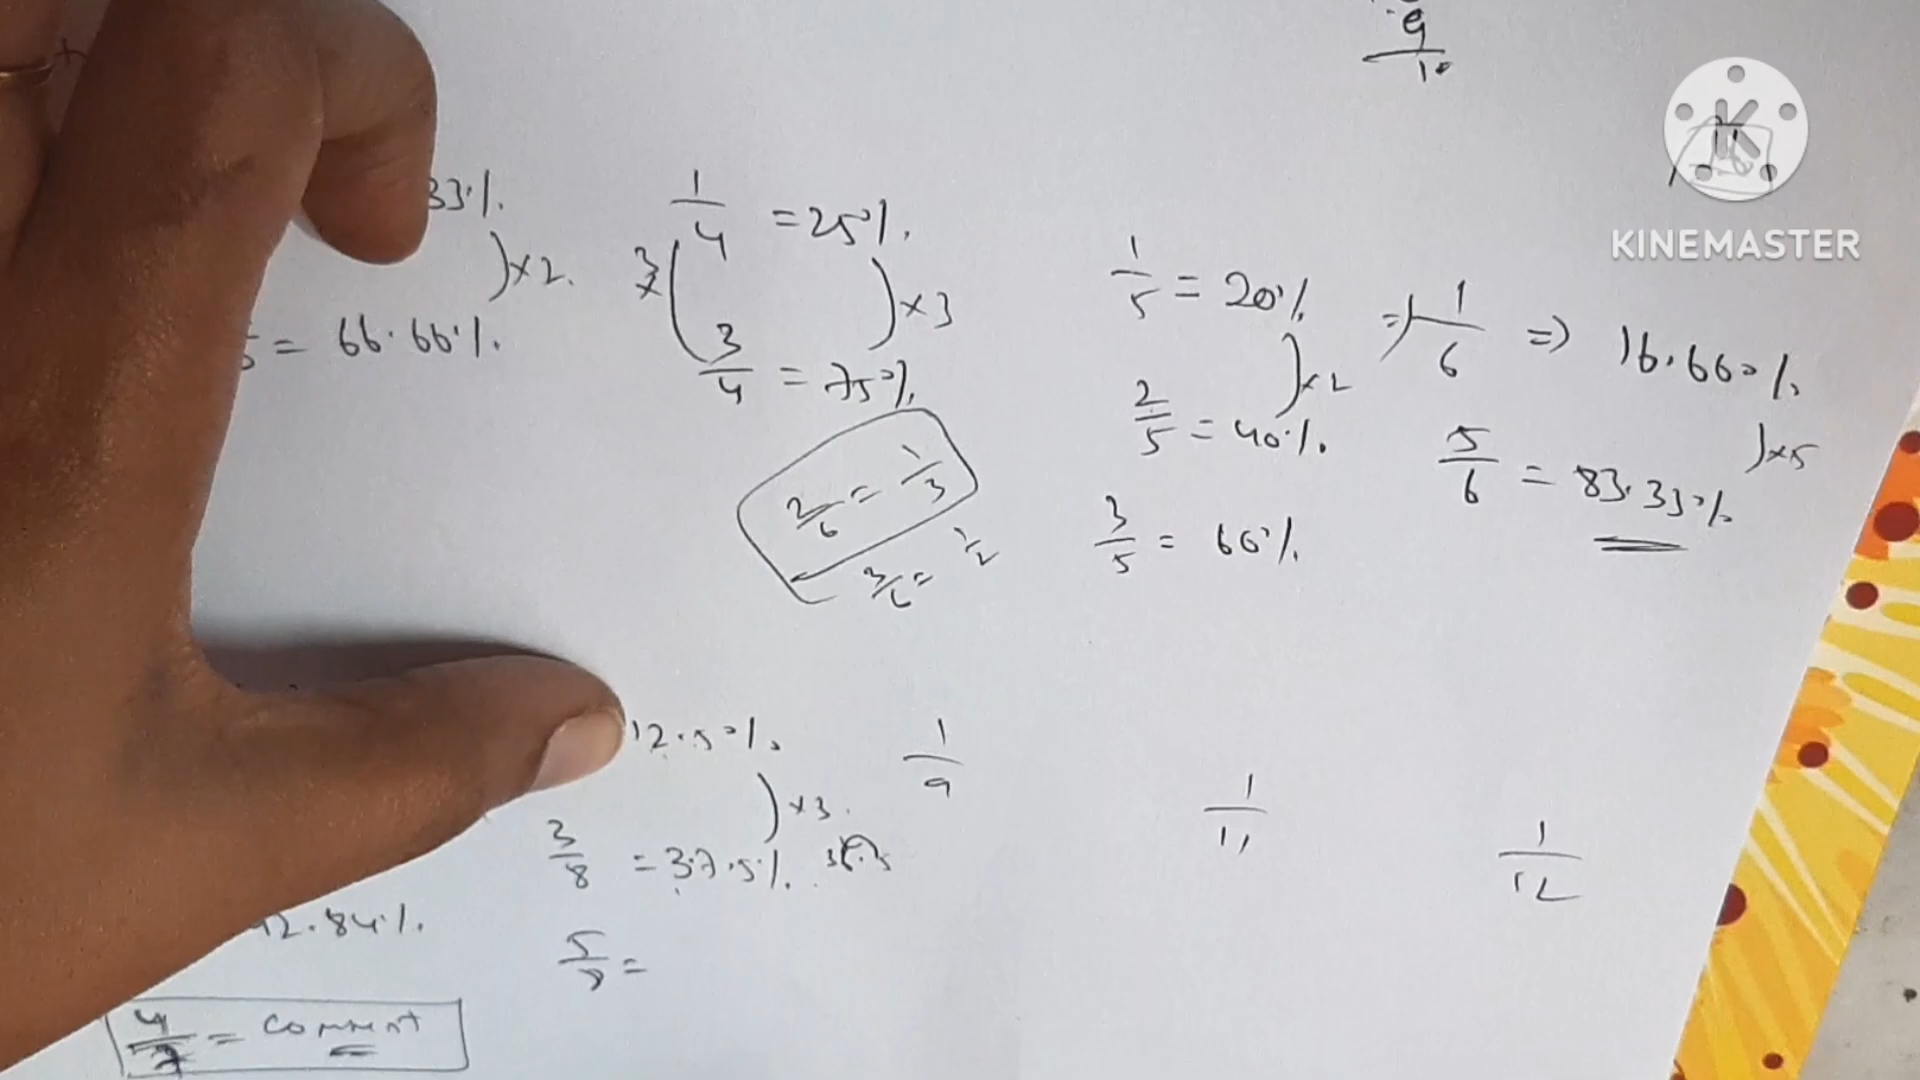 9/10
KINEMASTER
33%.
)×2.
= 66.66%.
1/4 = 25%.
)×3
3/4 = 75%.
2/6 = 1/3
3/6 = 1/2
1/5 = 20%.
)×2
2/5 = 40%.
3/5 = 60%.
=) 1/6 => 16.66%.
)×5
5/6 = 83.33%.
12.5%.
)×3.
3/8 = 37.5%.
5/8 =
1/9
1/11
1/12
42.84%.
4/7 = comment